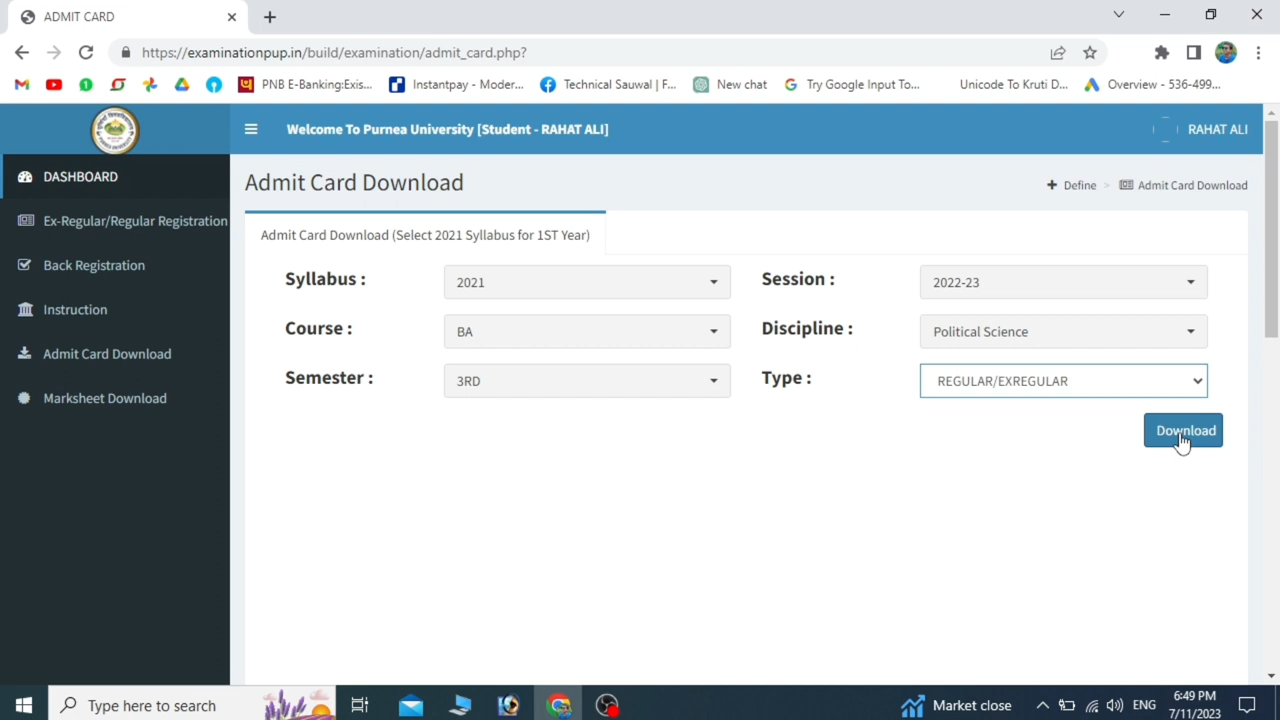 ADMIT CARD
https://examinationpup.in/build/examination/admit_card.php?
PNB E-Banking:Exis...
Instantpay - Moder...
Technical Sauwal | F...
New chat
Try Google Input To...
Unicode To Kruti D...
Overview - 536-499...
Welcome To Purnea University [Student - RAHAT ALI]
RAHAT ALI
DASHBOARD
Ex-Regular/Regular Registration
Back Registration
Instruction
Admit Card Download
Marksheet Download
Admit Card Download
Define > Admit Card Download
Admit Card Download (Select 2021 Syllabus for 1ST Year)
Syllabus : 2021 Session : 2022-23
Course : BA Discipline : Political Science
Semester : 3RD Type : REGULAR/EXREGULAR
Download
Type here to search
Market close
ENG
6:49 PM
7/11/2023